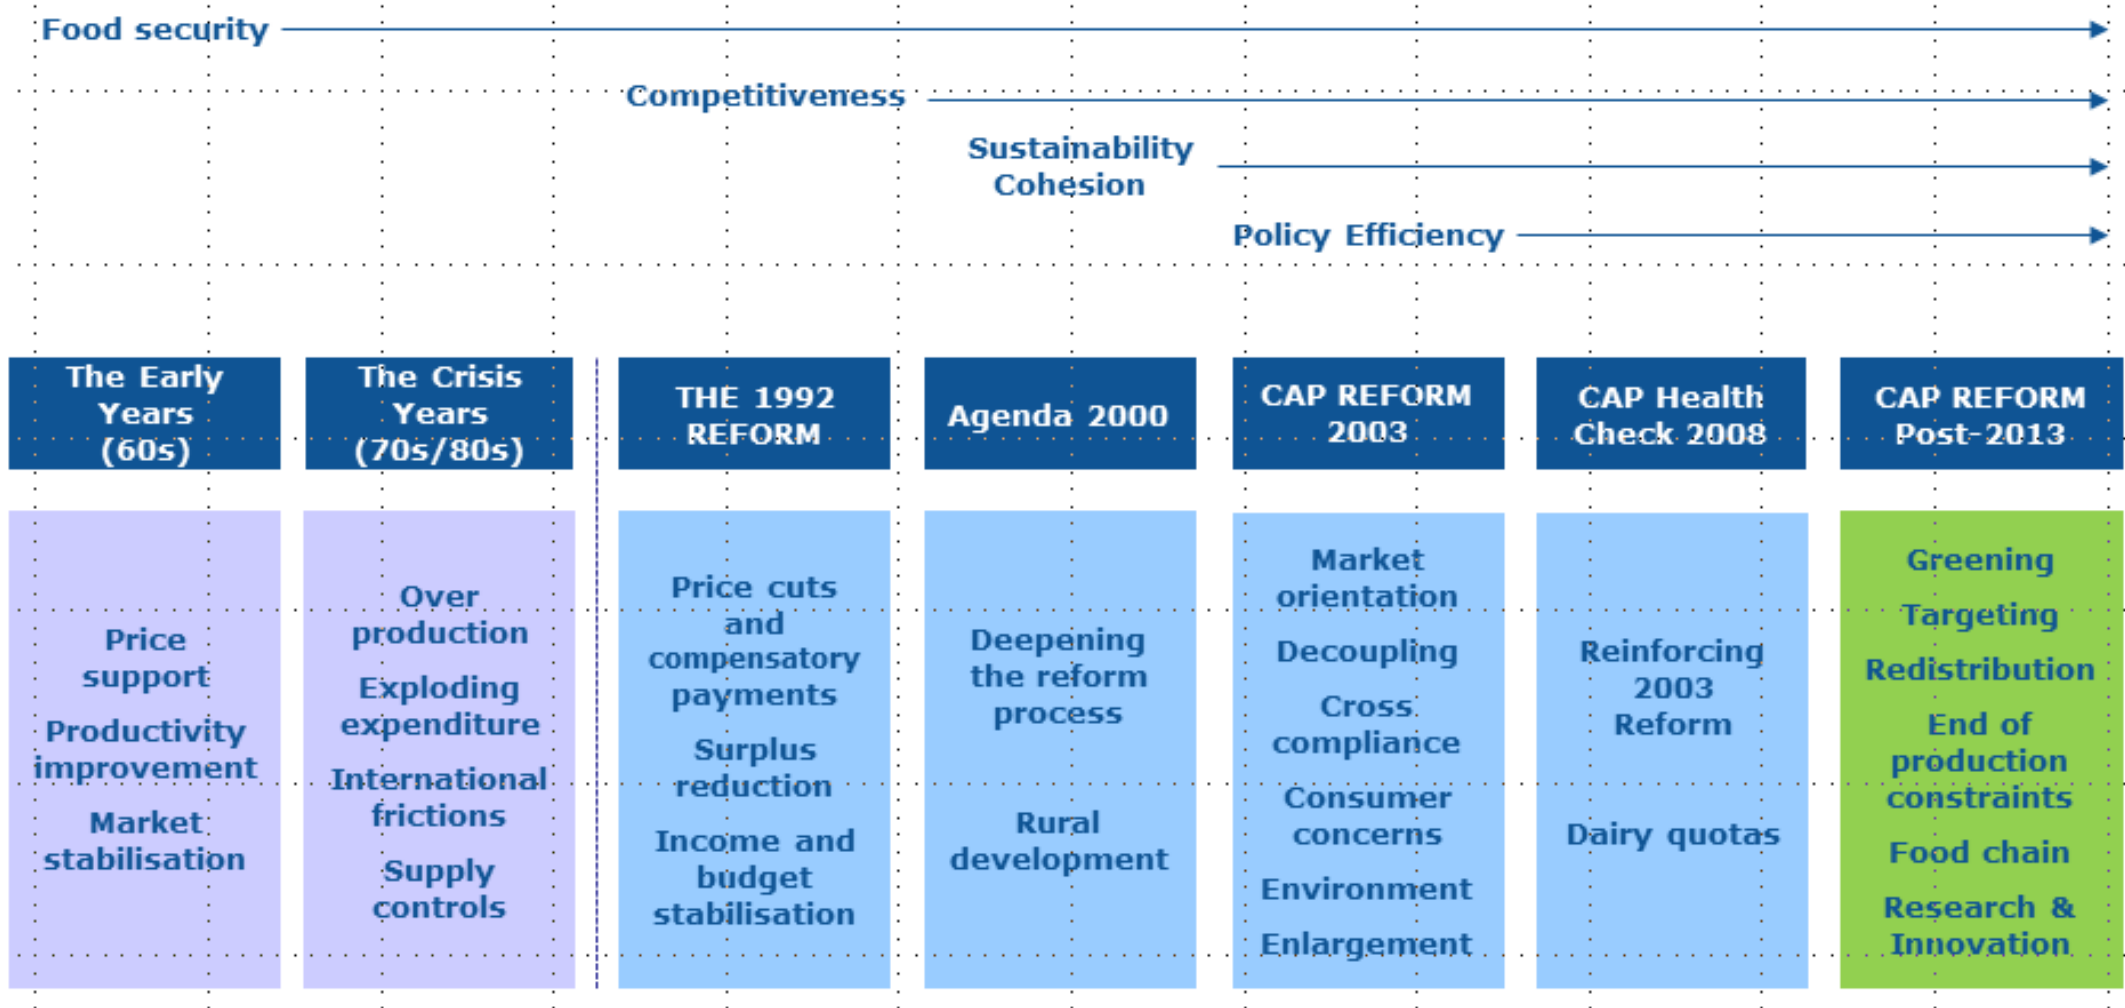 Food security
Competitiveness
Sustainability
Cohesion
Policy Efficiency
The Early
Years
(60s)
The Crisis
Years
(70s/80s)
THE 1992
REFORM
Agenda 2000
CAP REFORM
2003
CAP Health
Check 2008
CAP REFORM
Post-2013
Price
support
Productivity
improvement
Market
stabilisation
Over
production
Exploding
expenditure
International
frictions
Supply
controls
Price cuts
and
compensatory
payments
Surplus
reduction
Income and
budget
stabilisation
Deepening
the reform
process
Rural
development
Market
orientation
Decoupling
Cross
compliance
Consumer
concerns
Environment
Enlargement
Reinforcing
2003
Reform
Dairy quotas
Greening
Targeting
Redistribution
End of
production
constraints
Food chain
Research &
Innovation